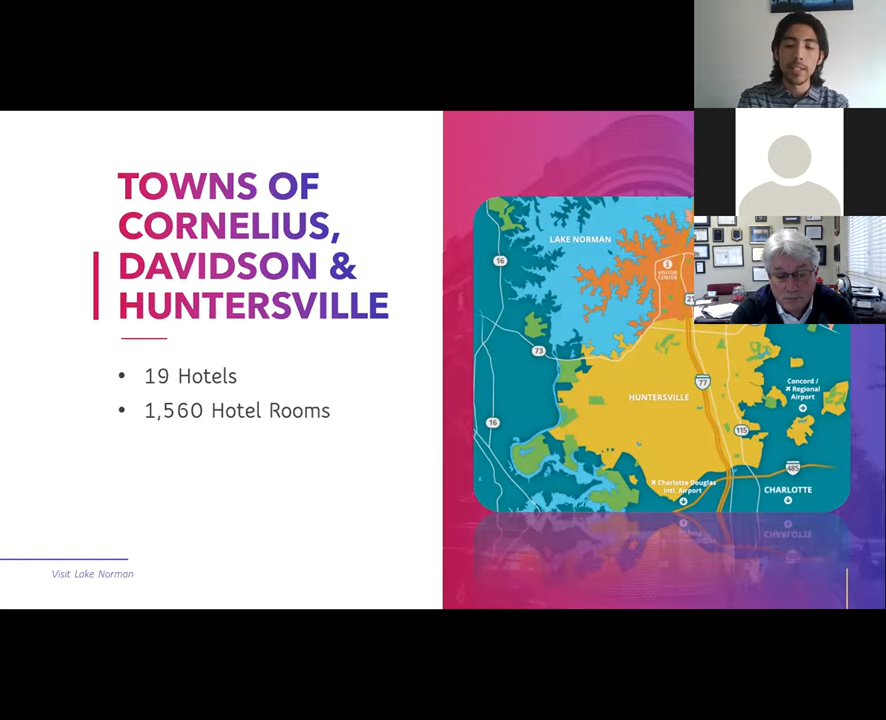 TOWNS OF
CORNELIUS,
DAVIDSON &
HUNTERSVILLE
• 19 Hotels
• 1,560 Hotel Rooms
Visit Lake Norman
LAKE NORMAN
16
VISITOR
CENTER
21
73
77
HUNTERSVILLE
Concord /
Regional
Airport
16
115
485
Charlotte Douglas
Intl. Airport
CHARLOTTE